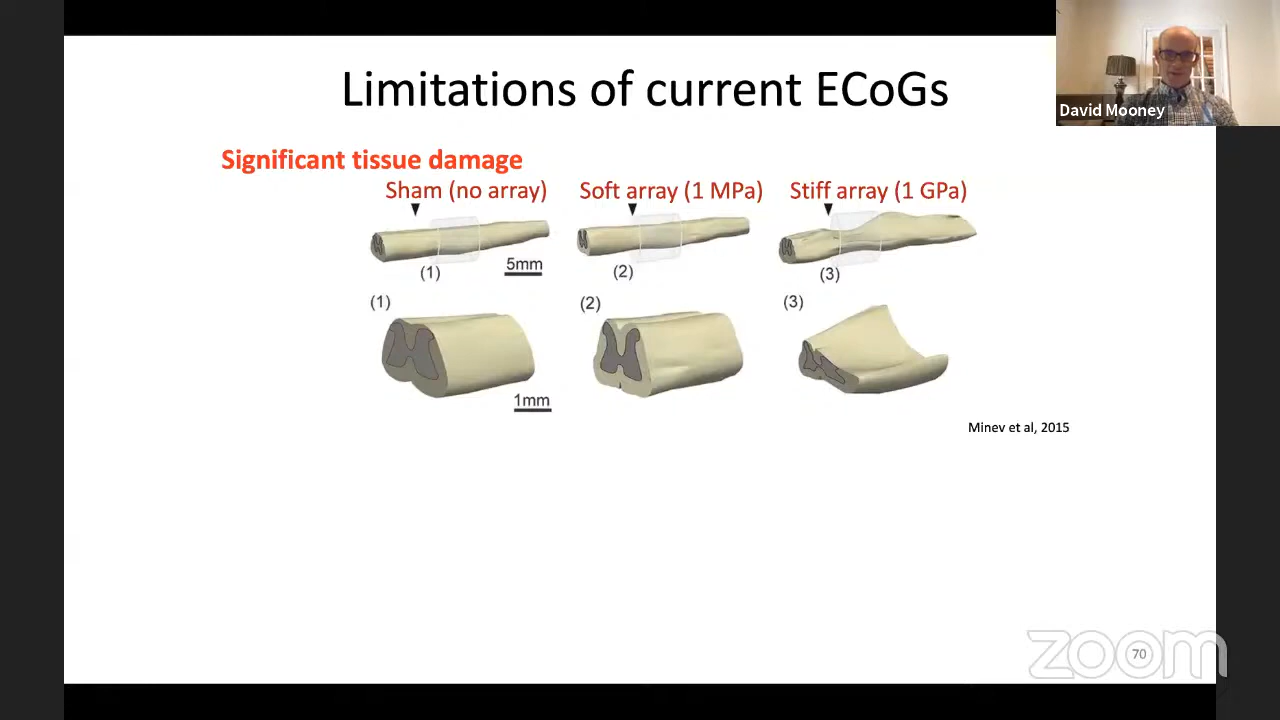 Limitations of current ECoGs
David Mooney
Significant tissue damage
Sham (no array)
Soft array (1 MPa)
Stiff array (1 GPa)
(1)
5mm
(2)
(3)
(1)
(2)
(3)
1mm
Minev et al, 2015
zoom
70